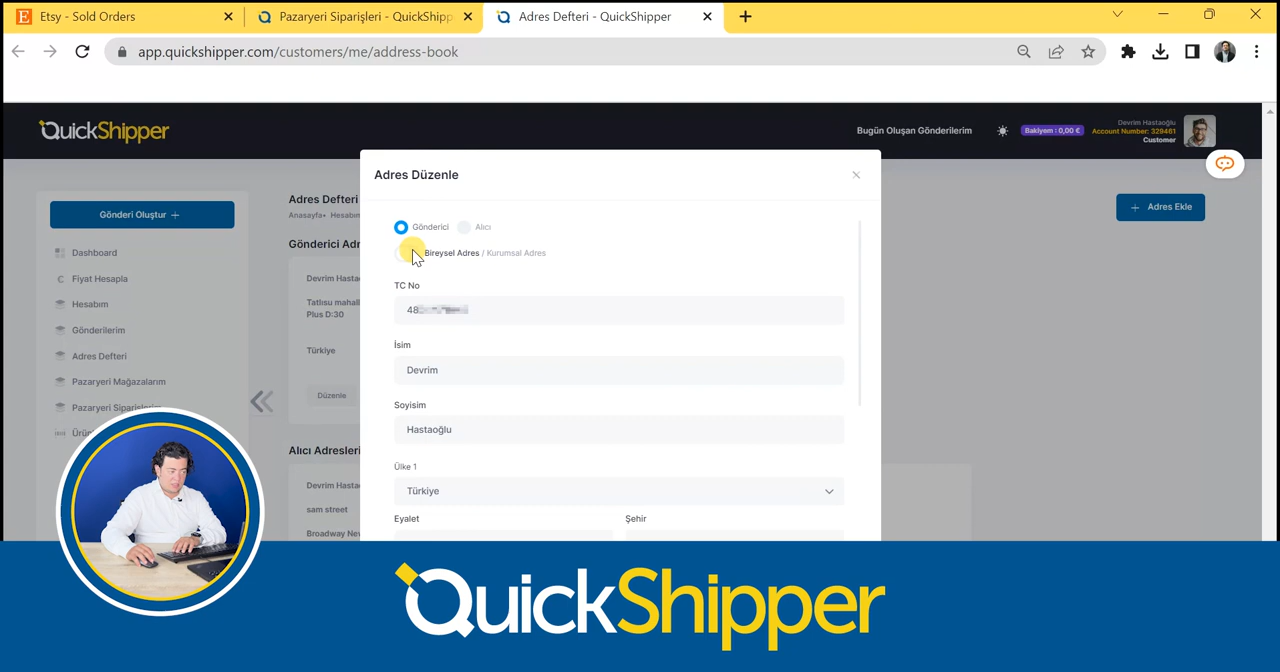 Etsy - Sold Orders
Pazaryeri Siparişleri - QuickShipp
Adres Defteri - QuickShipper
app.quickshipper.com/customers/me/address-book
QuickShipper
Bugün Oluşan Gönderilerim
Bakiyem : 0,00 €
Devrim Hastaoğlu
Account Number: 329461
Customer
Gönderi Oluştur +
Dashboard
Fiyat Hesapla
Hesabım
Gönderilerim
Adres Defteri
Pazaryeri Mağazalarım
Pazaryeri Siparişlerim
Ürün
Adres Defteri
Anasayfa• Hesabım
Gönderici Adr
Devrim Hasta
Tatlısu mahall
Plus D:30
Türkiye
Düzenle
Alıcı Adresleri
Devrim Hasta
sam street
Broadway New
+ Adres Ekle
Adres Düzenle
Gönderici Alıcı
Bireysel Adres / Kurumsal Adres
TC No
48
İsim
Devrim
Soyisim
Hastaoğlu
Ülke 1
Türkiye
Eyalet Şehir
QuickShipper